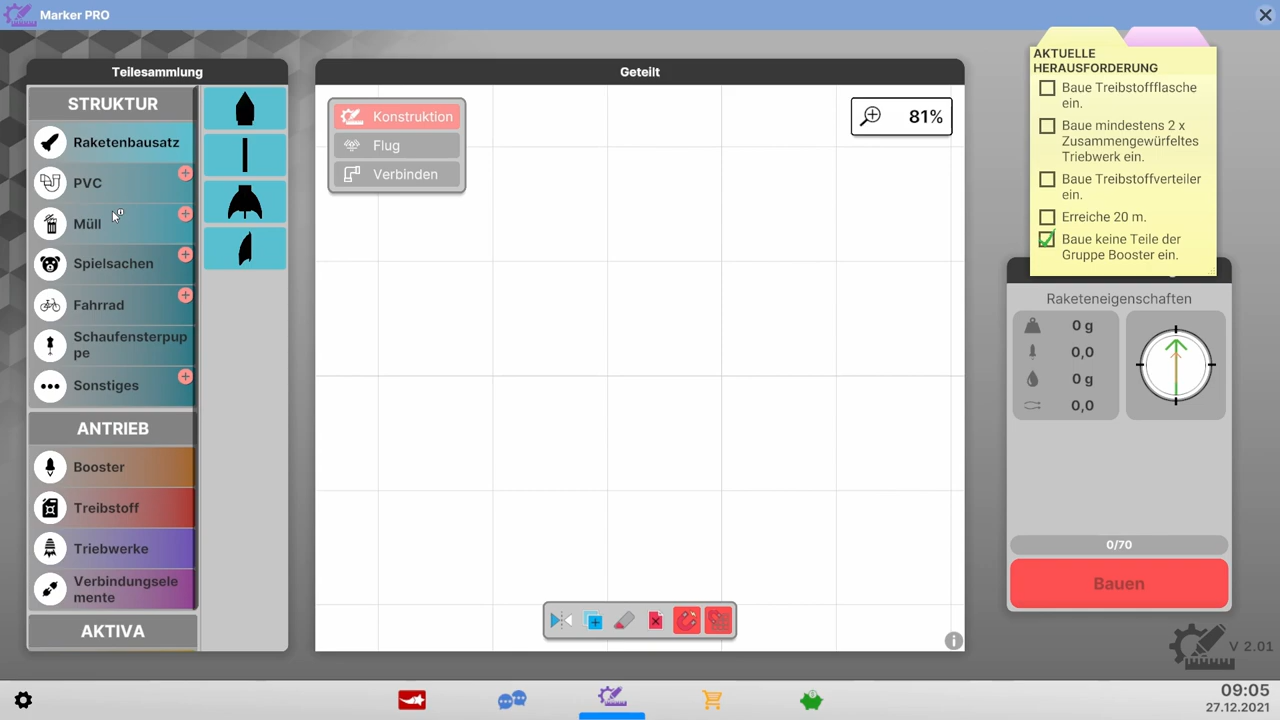 Marker PRO
Teilesammlung
STRUKTUR
Raketenbausatz
PVC
Müll
Spielsachen
Fahrrad
Schaufensterpup
pe
Sonstiges
ANTRIEB
Booster
Treibstoff
Triebwerke
Verbindungsele
mente
AKTIVA
Geteilt
Konstruktion
Flug
Verbinden
81%
AKTUELLE
HERAUSFORDERUNG
Baue Treibstoffflasche
ein.
Baue mindestens 2 x
Zusammengewürfeltes
Triebwerk ein.
Baue Treibstoffverteiler
ein.
Erreiche 20 m.
Baue keine Teile der
Gruppe Booster ein.
Raketeneigenschaften
0 g
0,0
0 g
0,0
0/70
Bauen
V 2.01
09:05
27.12.2021